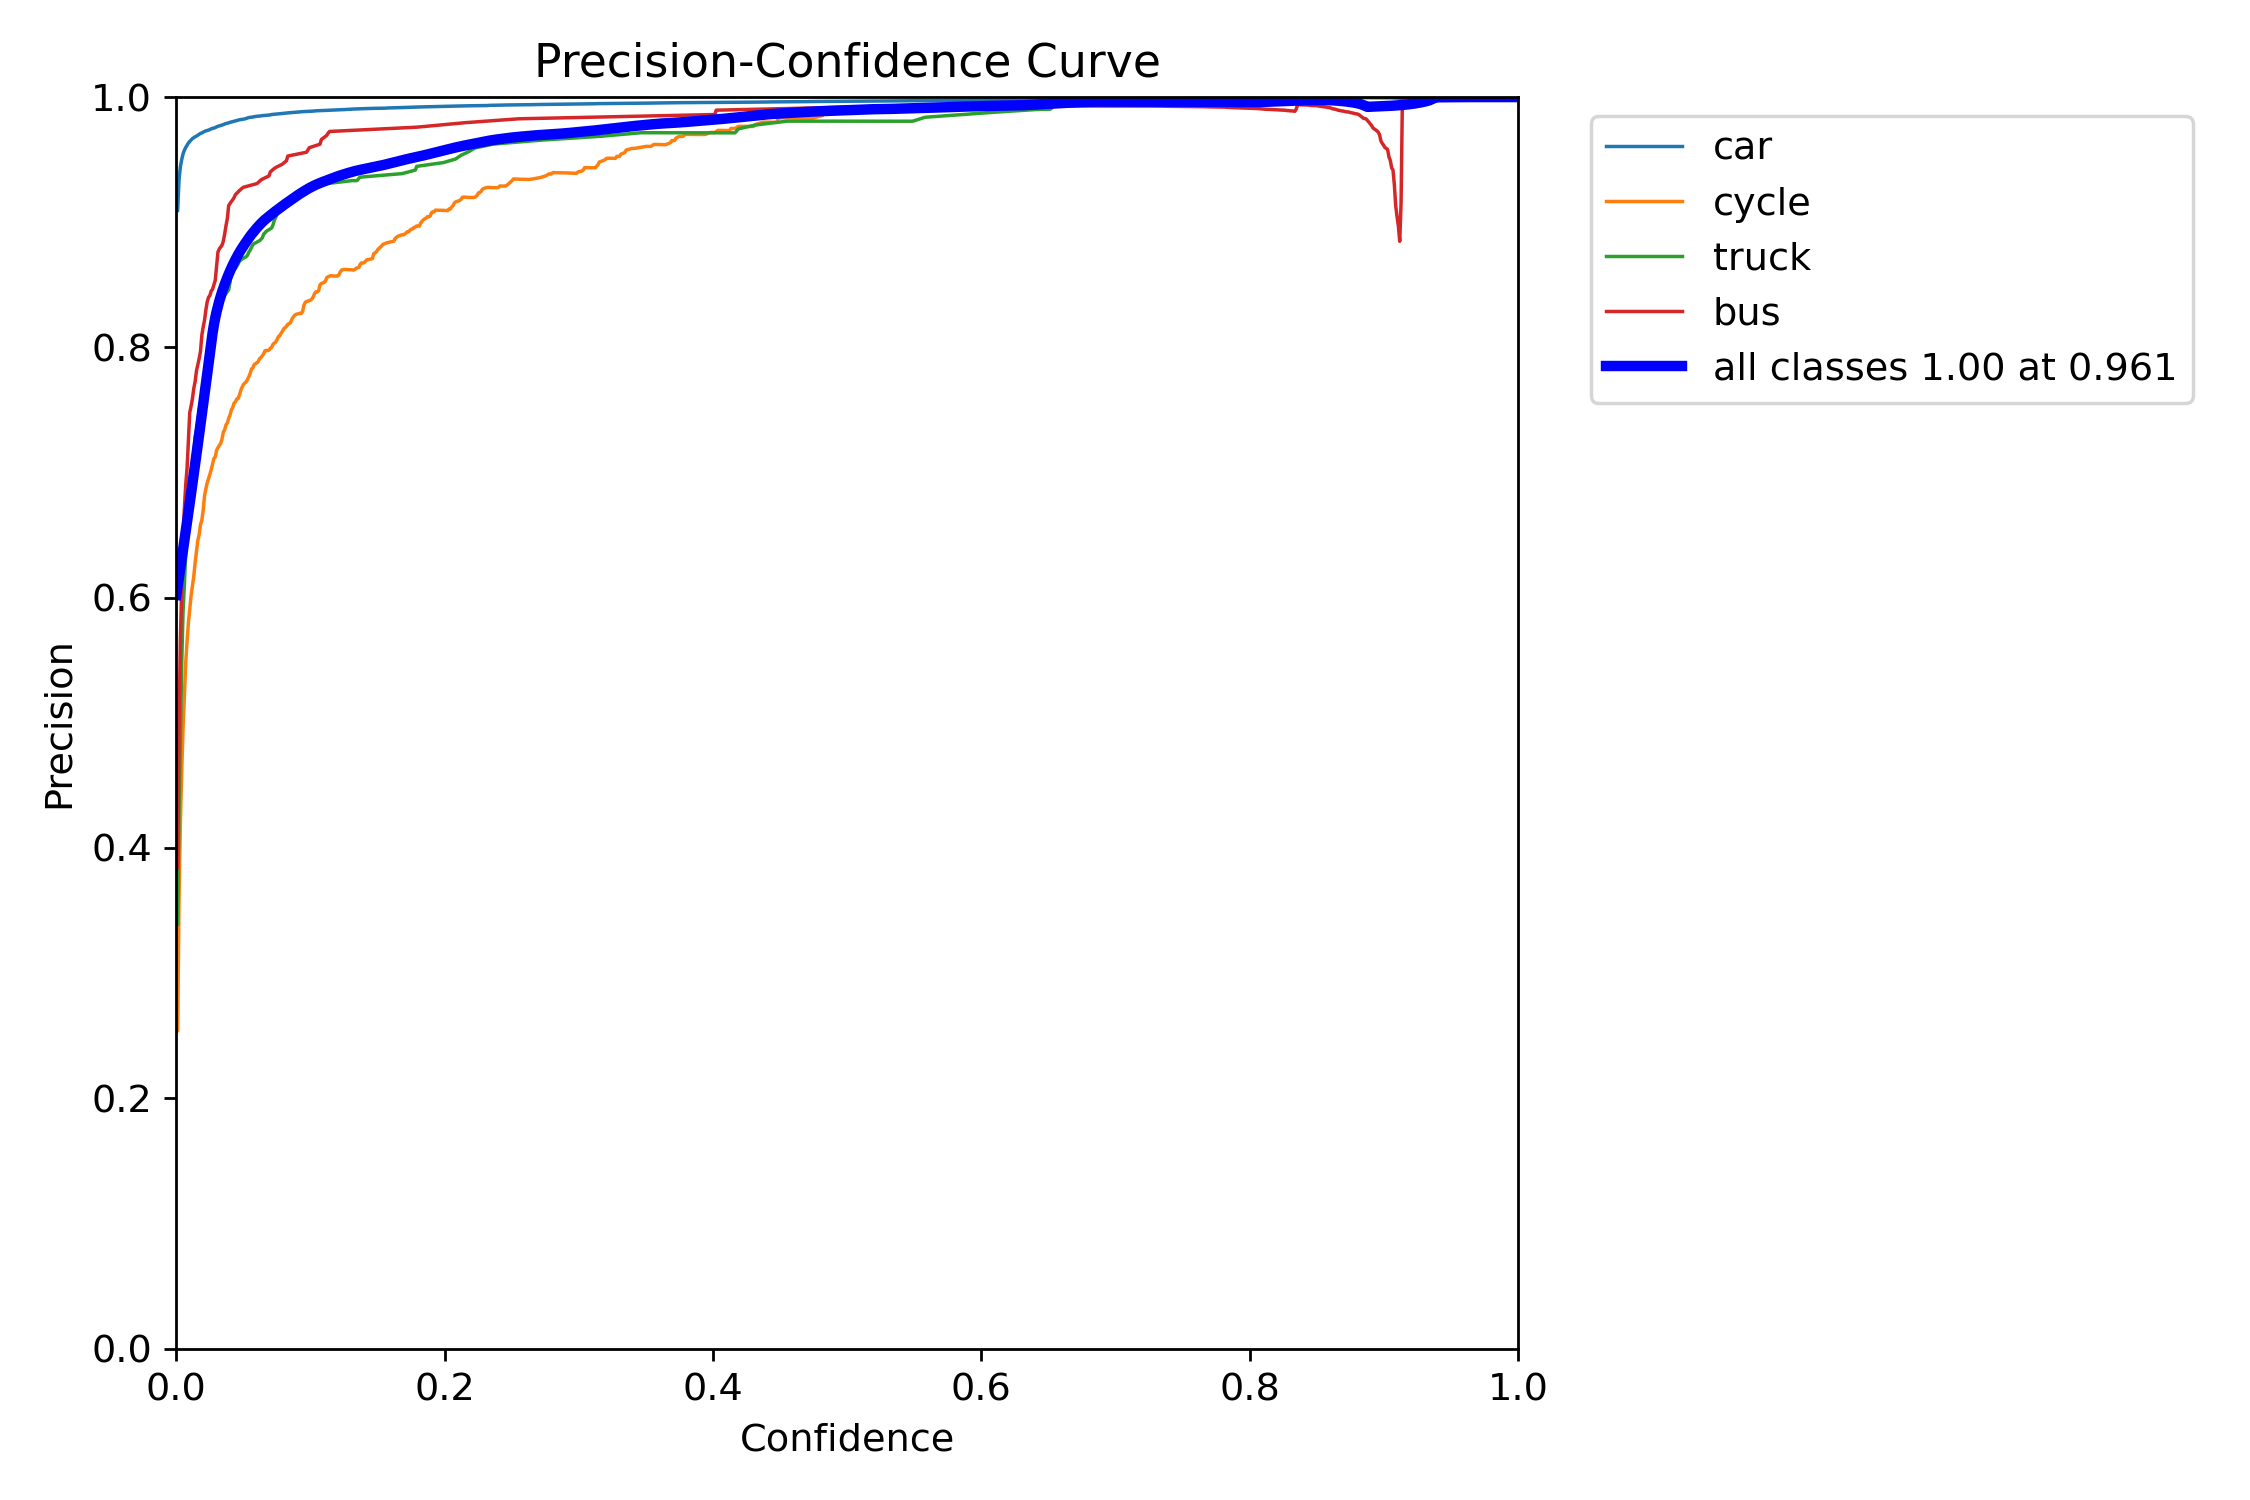 Precision-Confidence Curve
1.0
0.8
0.6
0.4
0.2
0.0
Precision
0.0 0.2 0.4 0.6 0.8 1.0
Confidence
car
cycle
truck
bus
all classes 1.00 at 0.961